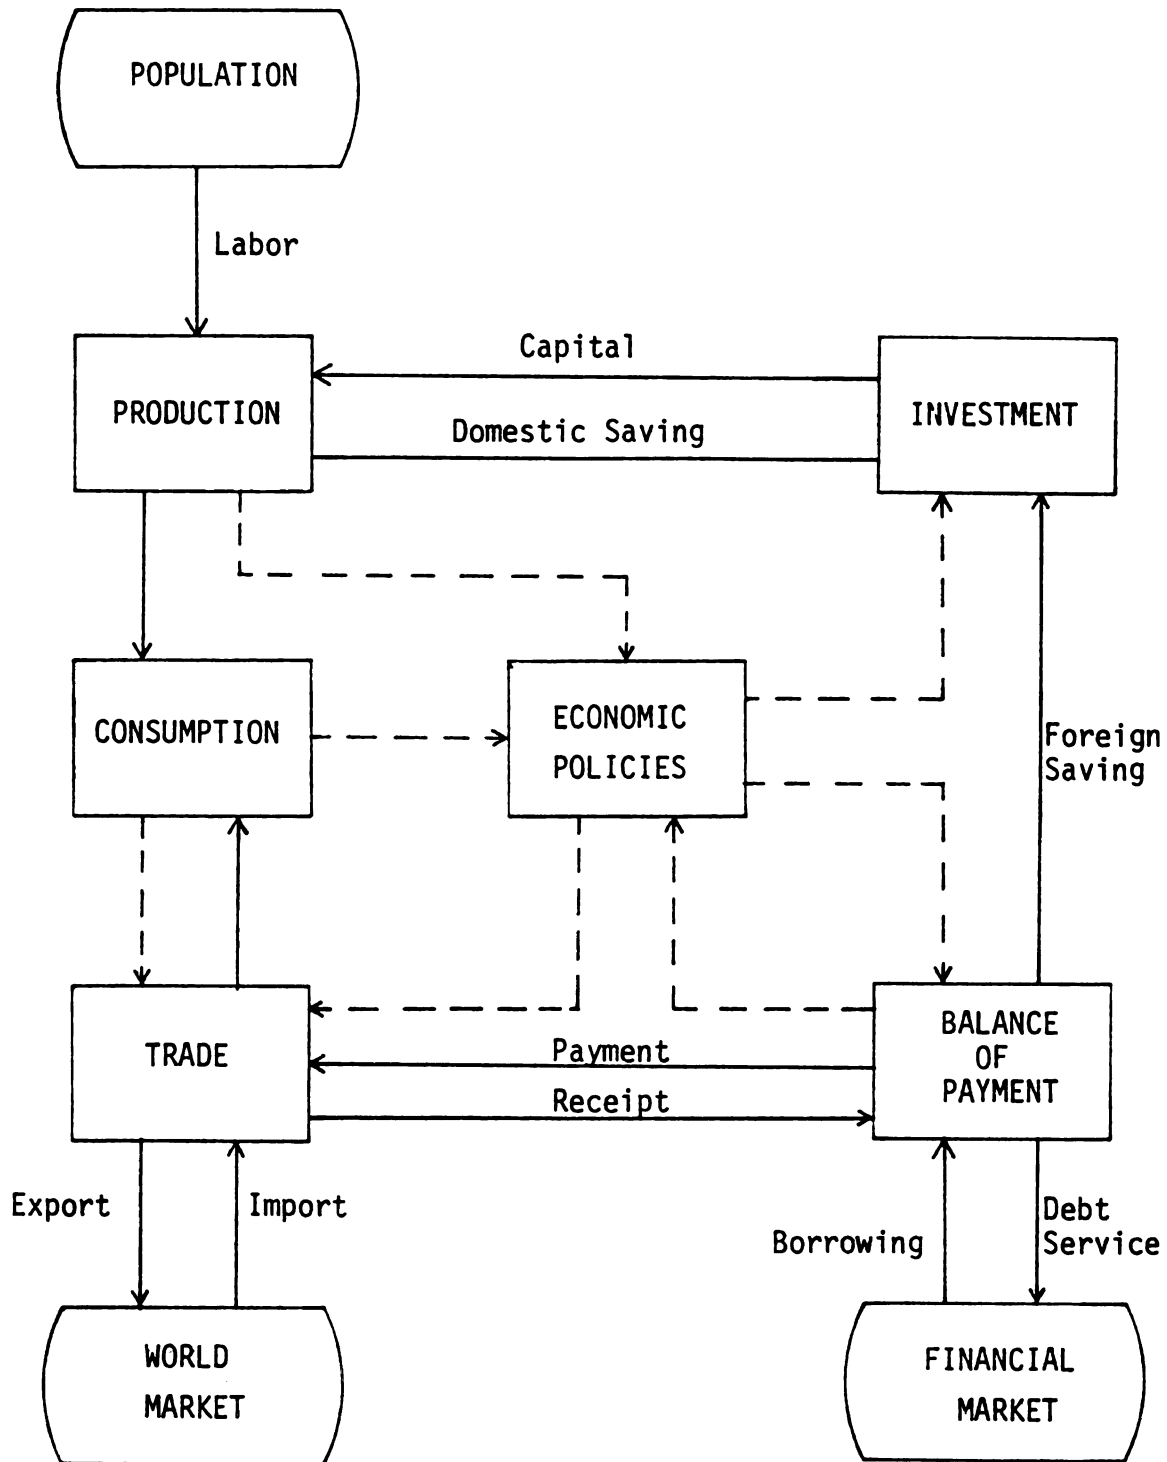 POPULATION
Labor
Capital
PRODUCTION
INVESTMENT
Domestic Saving
CONSUMPTION
ECONOMIC
POLICIES
Foreign
Saving
TRADE
BALANCE
OF
PAYMENT
Payment
Receipt
Export
Import
Borrowing
Debt
Service
WORLD
MARKET
FINANCIAL
MARKET